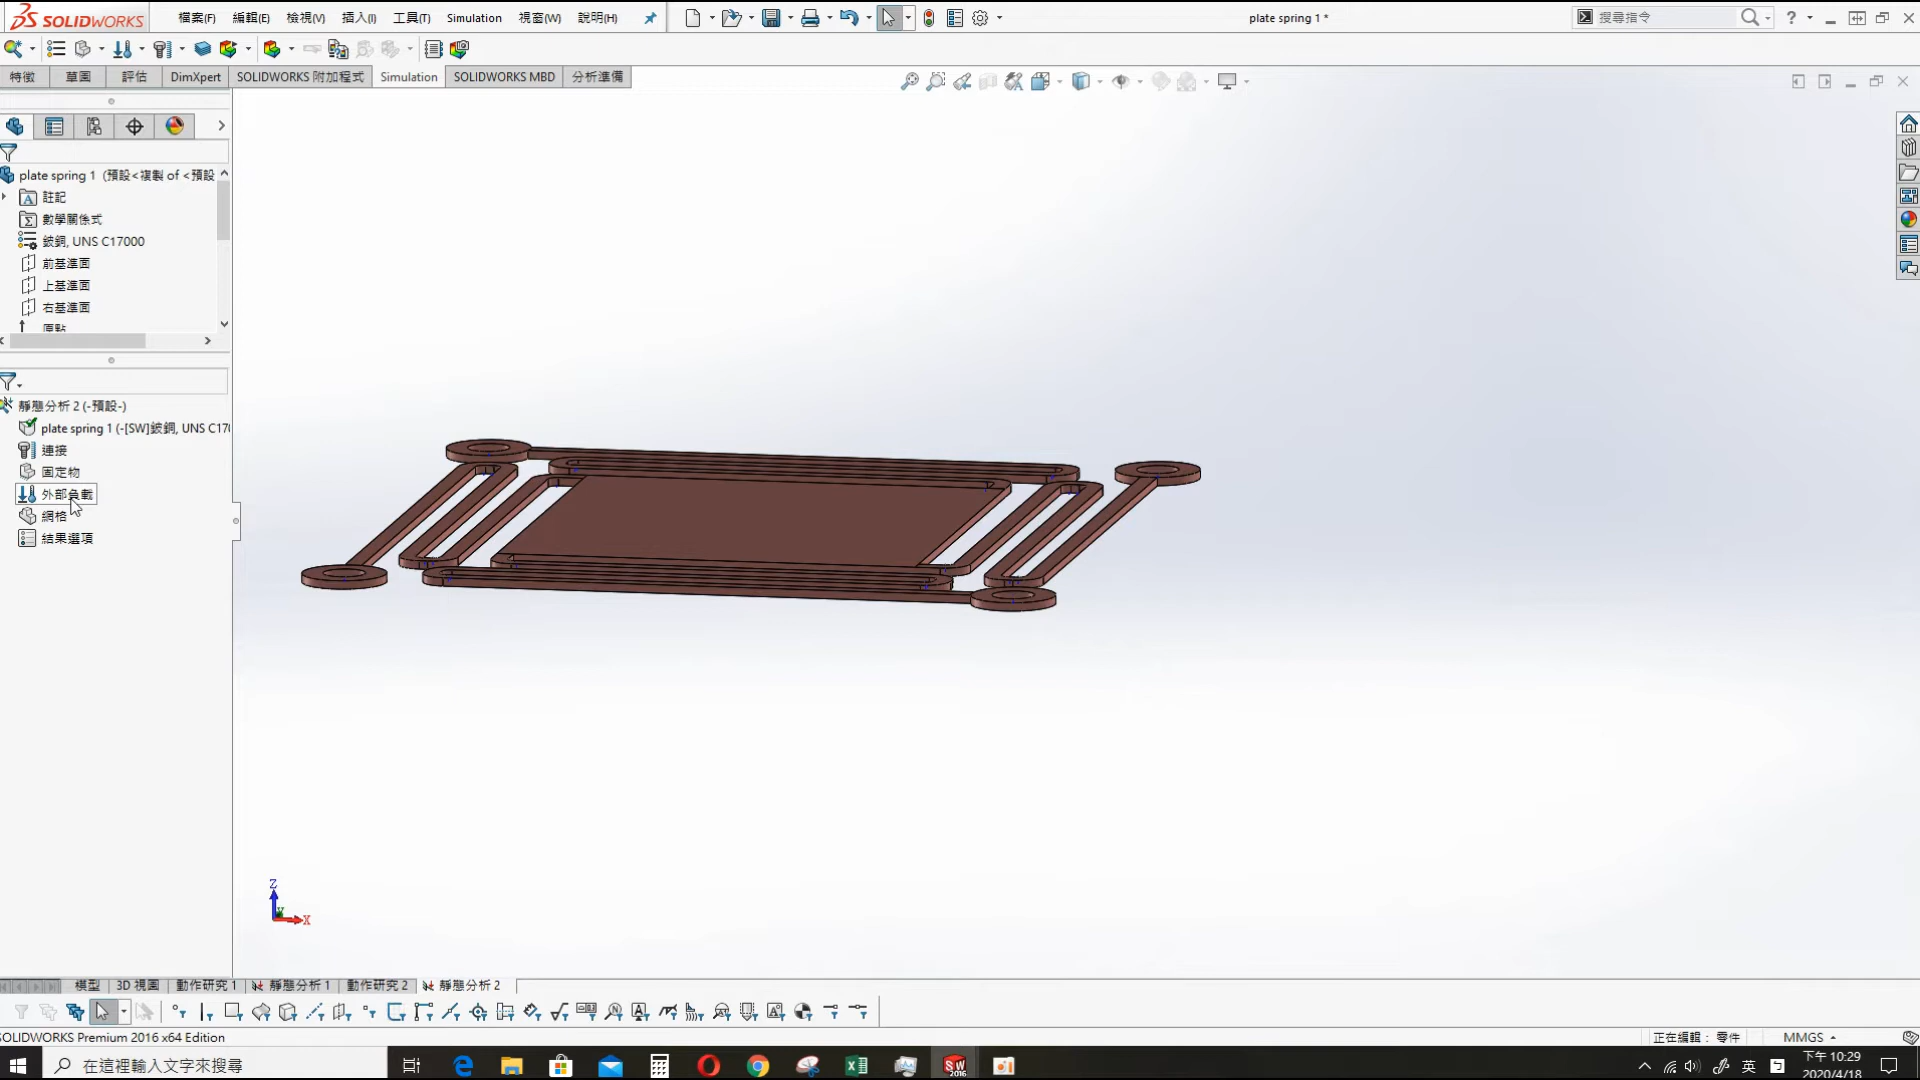 SOLIDWORKS 檔案(F) 編輯(E) 檢視(V) 插入(I) 工具(T) Simulation 視窗(W) 說明(H) plate spring 1 * 搜尋指令
特徵 草圖 評估 DimXpert SOLIDWORKS 附加程式 Simulation SOLIDWORKS MBD 分析準備
plate spring 1 (預設<複製 of <預設
註記
數學關係式
鈹銅, UNS C17000
前基準面
上基準面
右基準面
原點
靜態分析 2 (-預設-)
plate spring 1 (-[SW]鈹銅, UNS C17(
連接
固定物
外部負載
網格
結果選項
Z
Y
X
模型 3D 視圖 動作研究 1 靜態分析 1 動作研究 2 靜態分析 2
SOLIDWORKS Premium 2016 x64 Edition 正在編輯： 零件 MMGS
在這裡輸入文字來搜尋 SW 2016 英 下午 10:29
2020/4/18